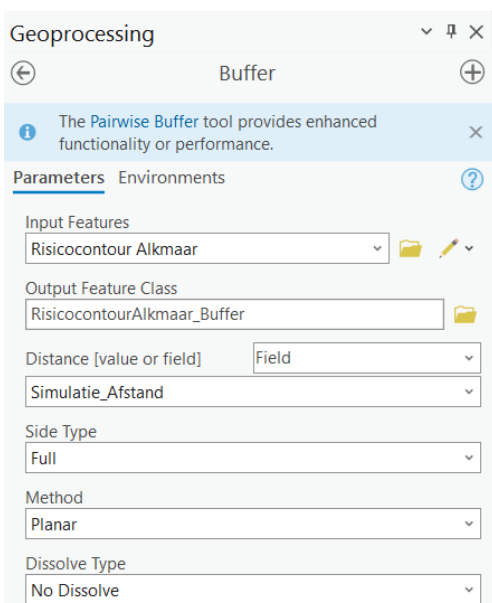 Geoprocessing
Buffer
The Pairwise Buffer tool provides enhanced
functionality or performance.
Parameters Environments
Input Features
Risicocontour Alkmaar
Output Feature Class
RisicocontourAlkmaar_Buffer
Distance [value or field] Field
Simulatie_Afstand
Side Type
Full
Method
Planar
Dissolve Type
No Dissolve